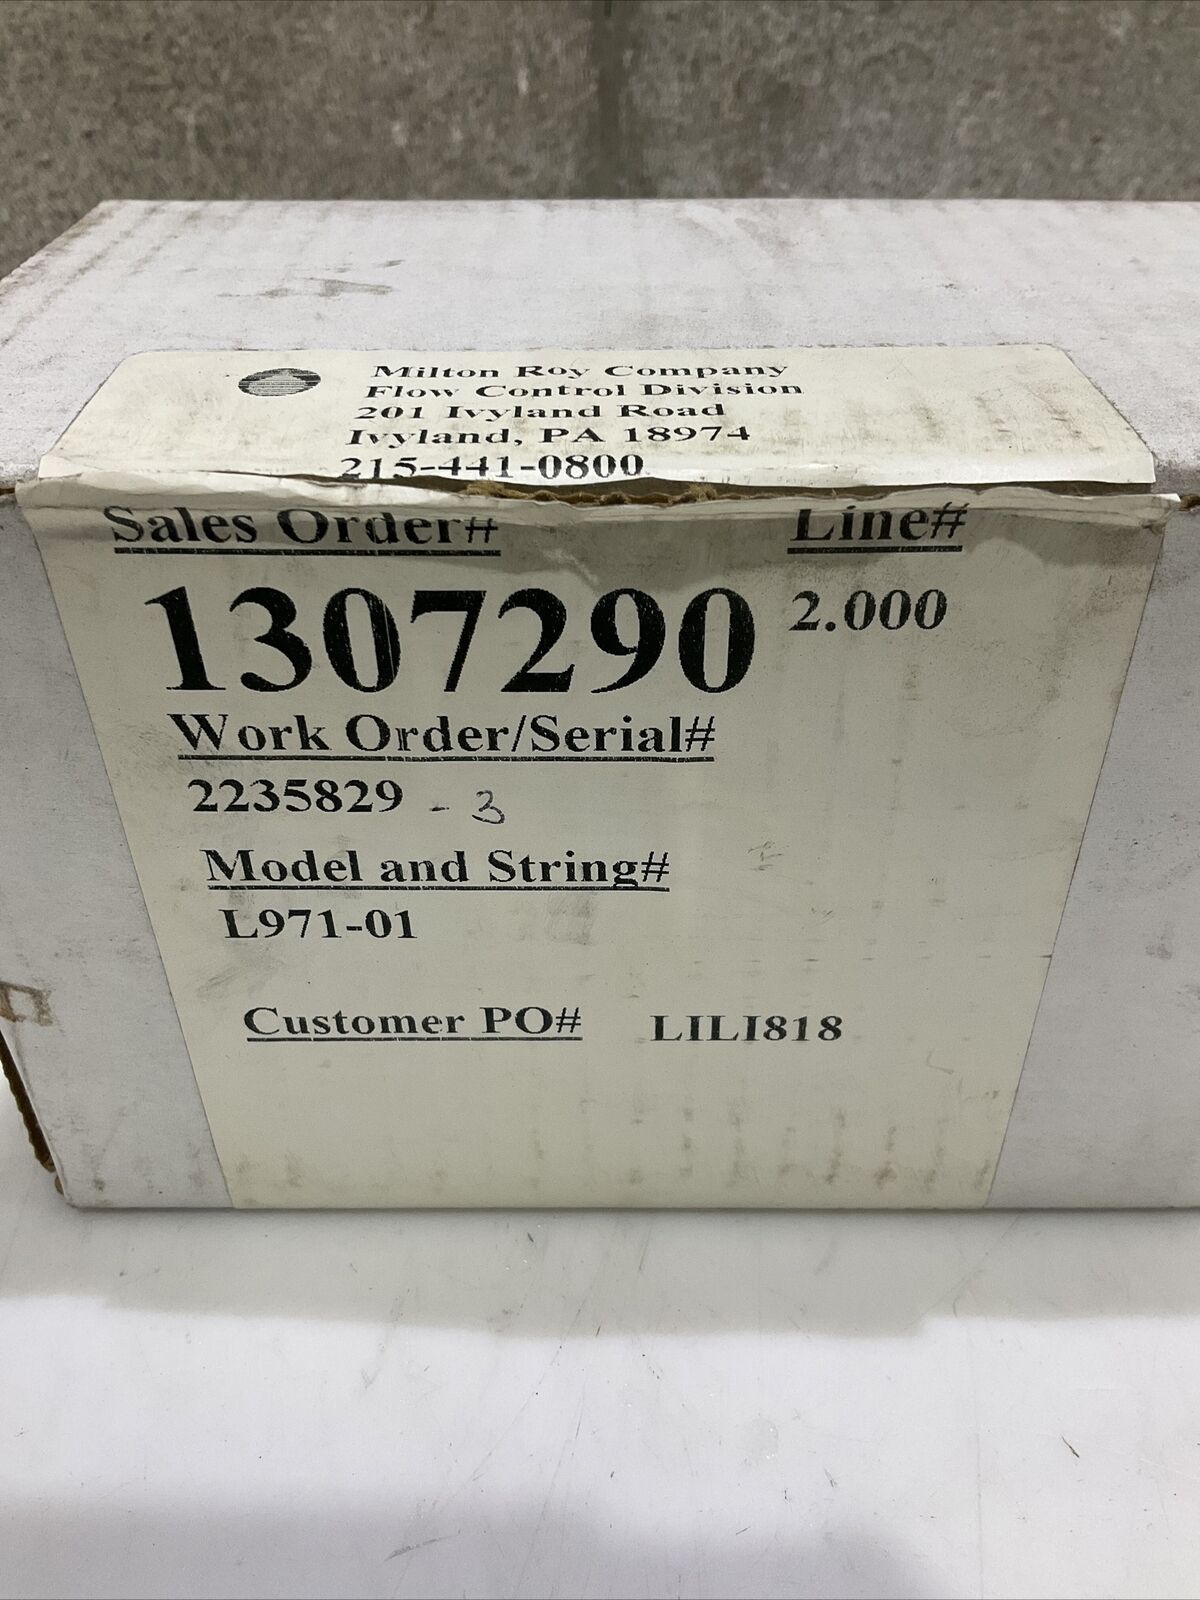 Milton Roy Company
Flow Control Division
201 Ivyland Road
Ivyland, PA 18974
215-441-0800
Sales Order# Line#
1307290 2.000
Work Order/Serial#
2235829 - 3
Model and String#
L971-01
Customer PO# LILI818